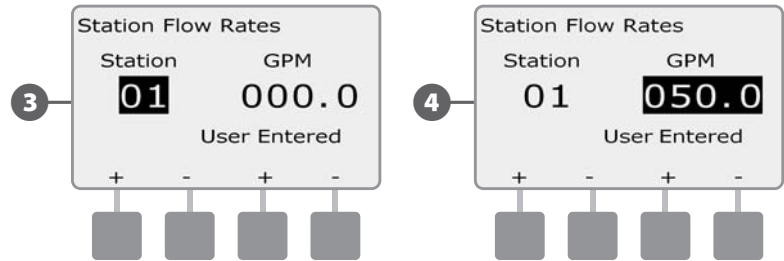 Station Flow Rates
Station GPM
3
01 000.0
User Entered
+ - + -
Station Flow Rates
Station GPM
4
01 050.0
User Entered
+ - + -